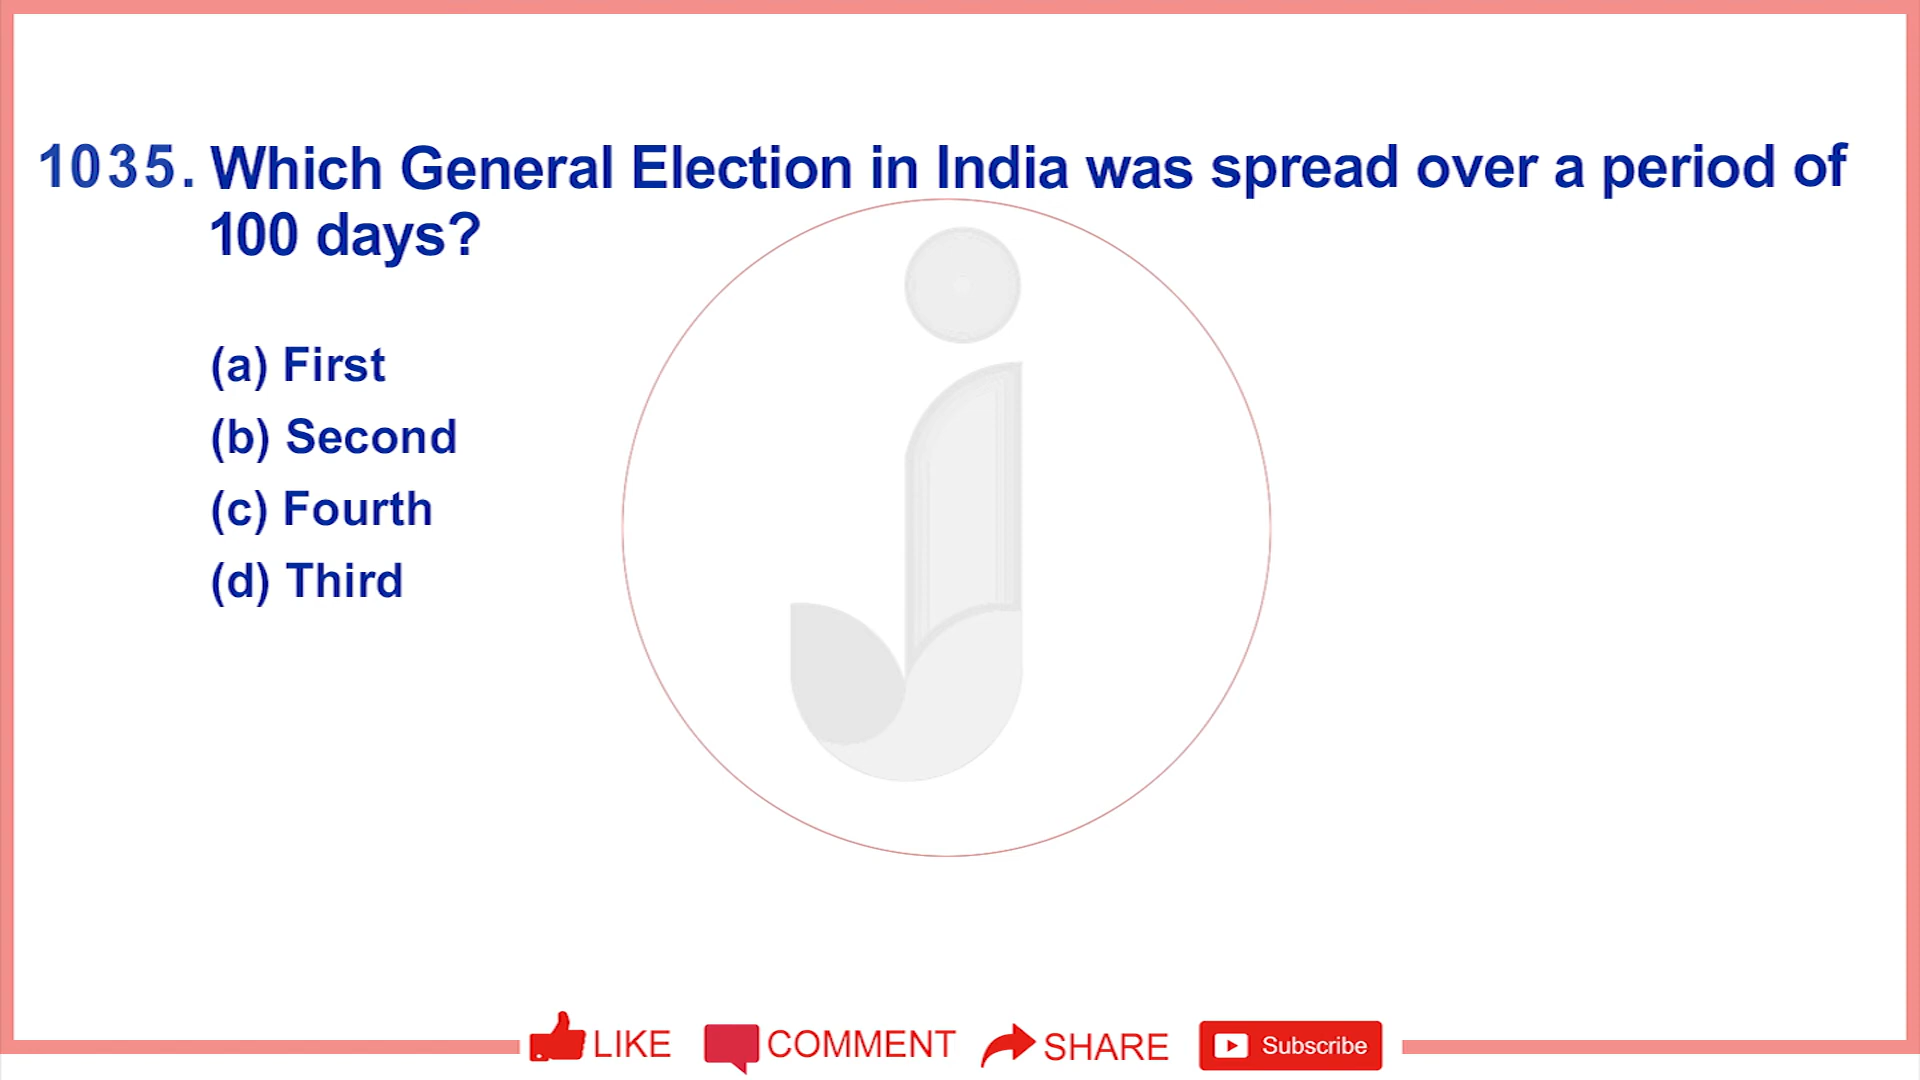 1035. Which General Election in India was spread over a period of
100 days?
(a) First
(b) Second
(c) Fourth
(d) Third
LIKE COMMENT SHARE Subscribe